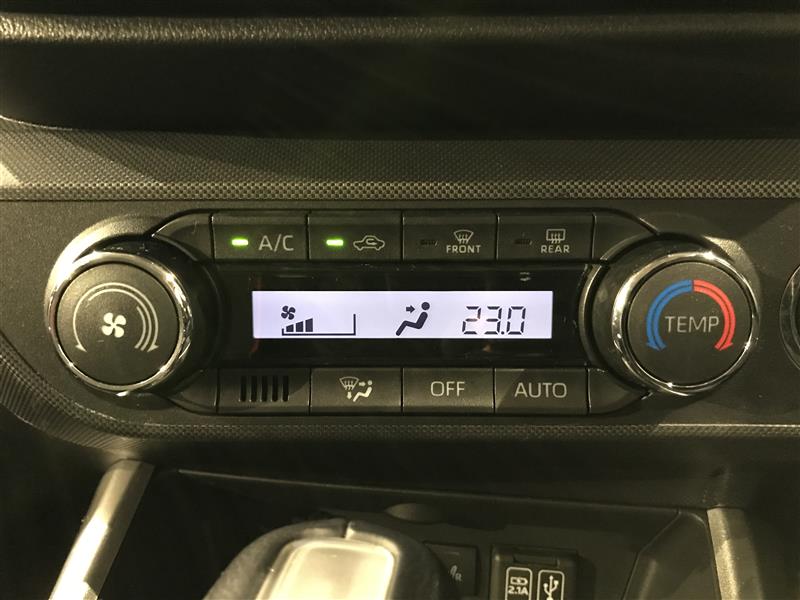 A/C
FRONT
REAR
23.0
TEMP
OFF
AUTO
2.1A